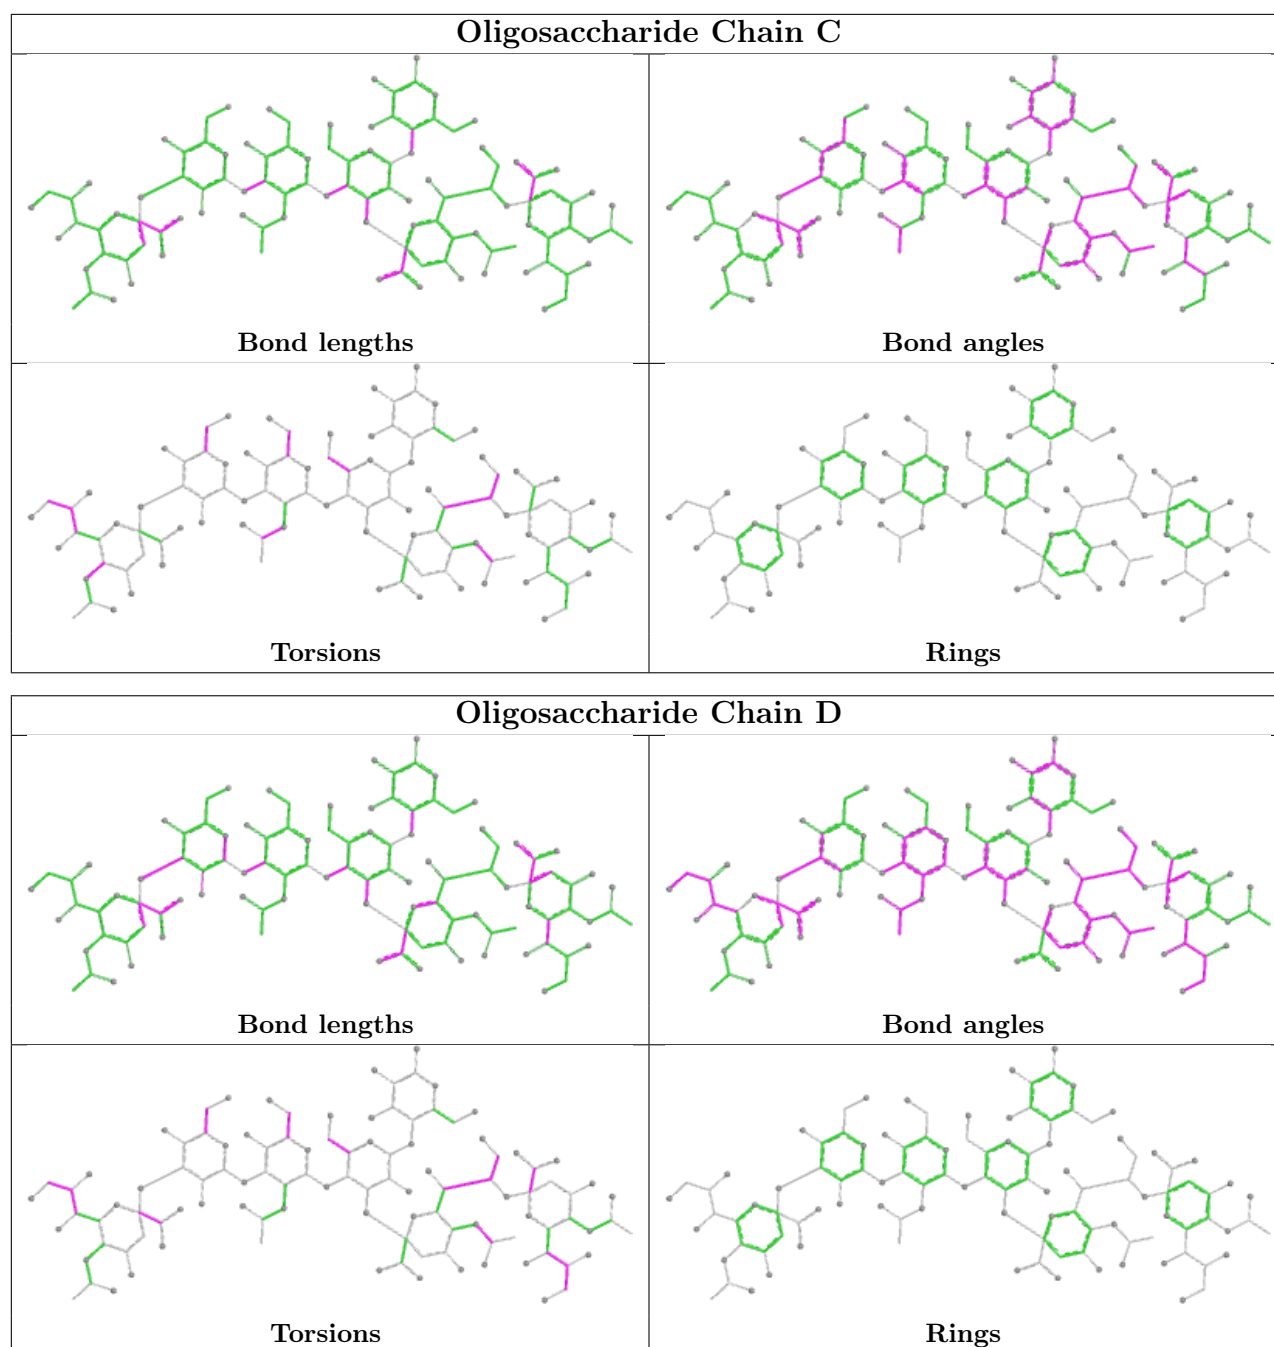 Oligosaccharide Chain C
Bond lengths
Bond angles
Torsions
Rings
Oligosaccharide Chain D
Bond lengths
Bond angles
Torsions
Rings